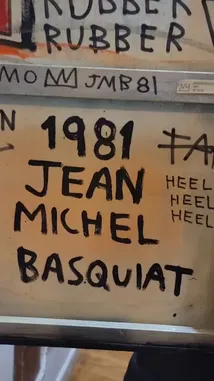 RUBBER
RUBBER
MO JMB 81
1981
JEAN
MICHEL
BASQUIAT
HEEL
HEEL
HEEL